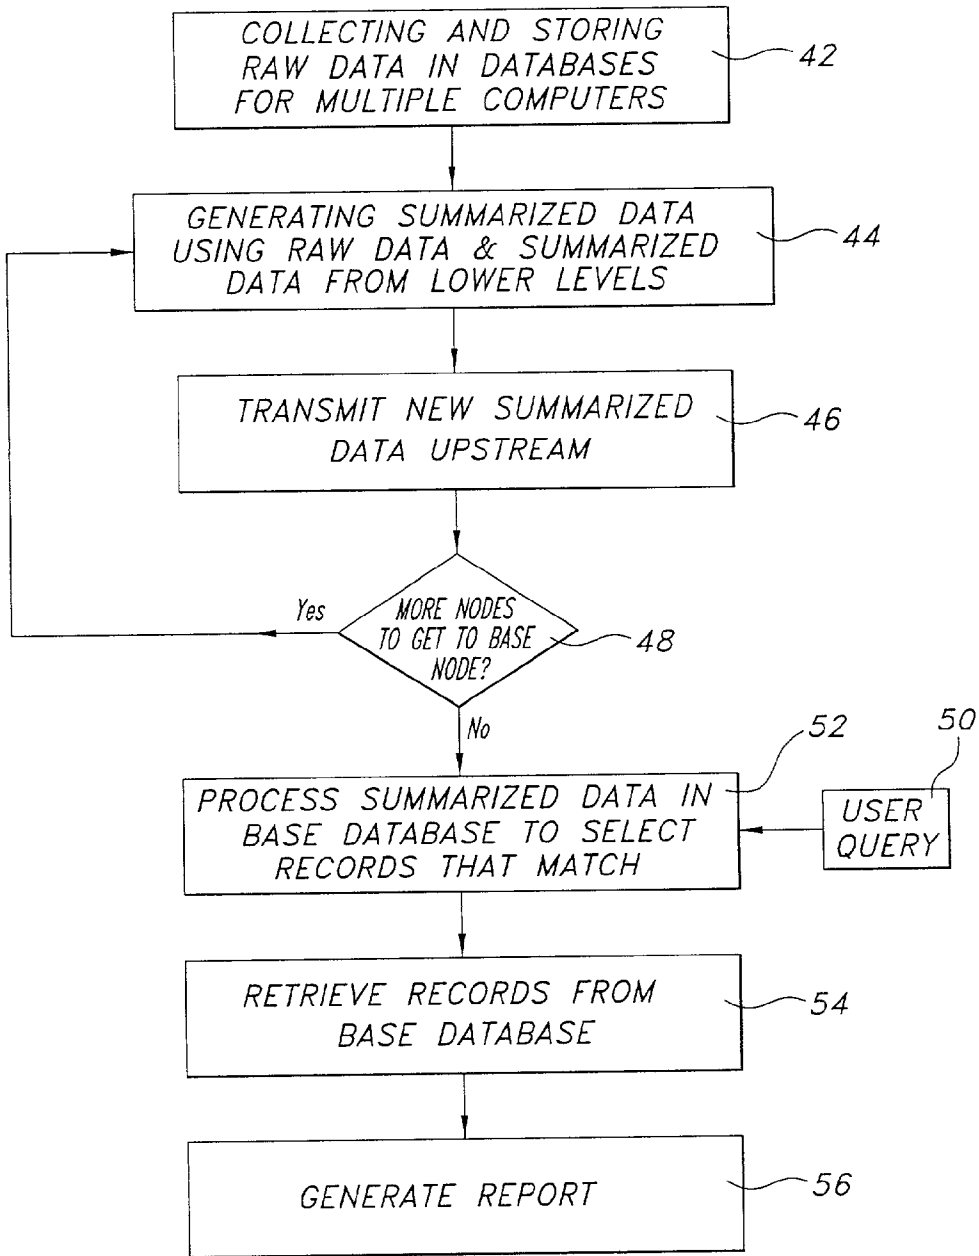 COLLECTING AND STORING
RAW DATA IN DATABASES
FOR MULTIPLE COMPUTERS
42
GENERATING SUMMARIZED DATA
USING RAW DATA & SUMMARIZED
DATA FROM LOWER LEVELS
44
TRANSMIT NEW SUMMARIZED
DATA UPSTREAM
46
Yes
MORE NODES
TO GET TO BASE
NODE?
48
No
52
50
PROCESS SUMMARIZED DATA IN
BASE DATABASE TO SELECT
RECORDS THAT MATCH
USER
QUERY
RETRIEVE RECORDS FROM
BASE DATABASE
54
GENERATE REPORT
56